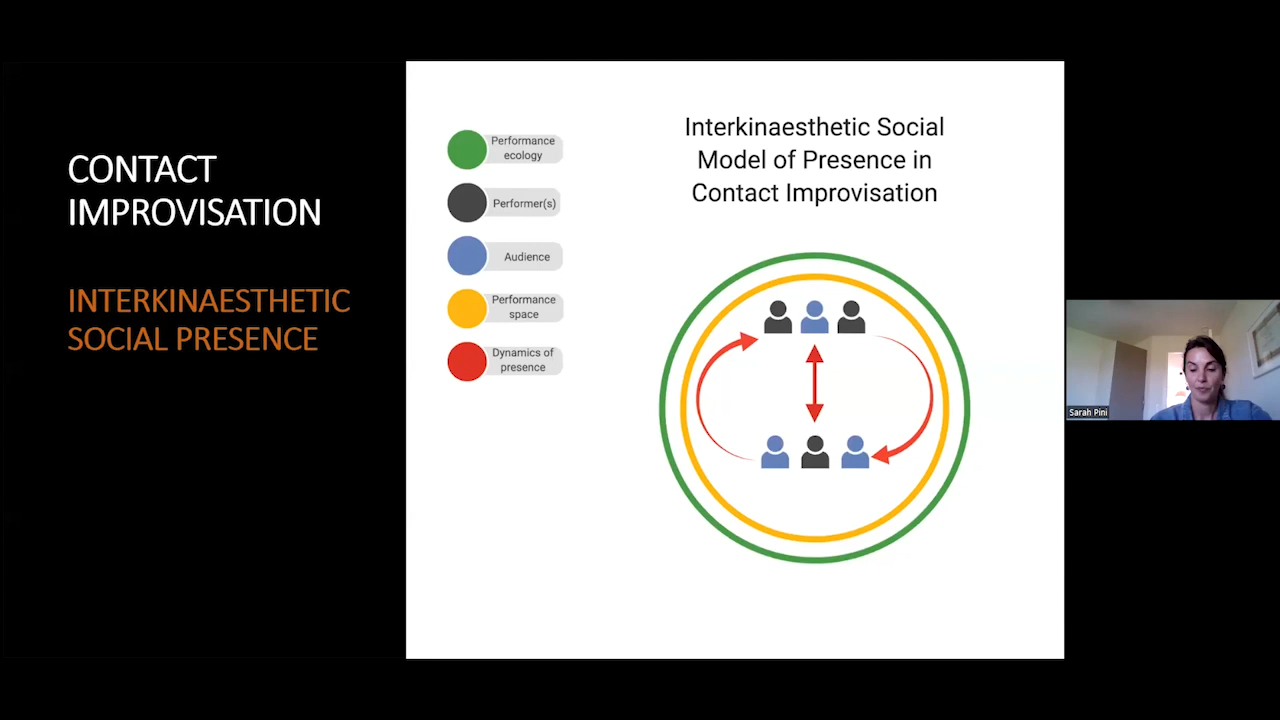 CONTACT
IMPROVISATION
INTERKINAESTHETIC
SOCIAL PRESENCE
Performance
ecology
Performer(s)
Audience
Performance
space
Dynamics of
presence
Interkinaesthetic Social
Model of Presence in
Contact Improvisation
Sarah Pini